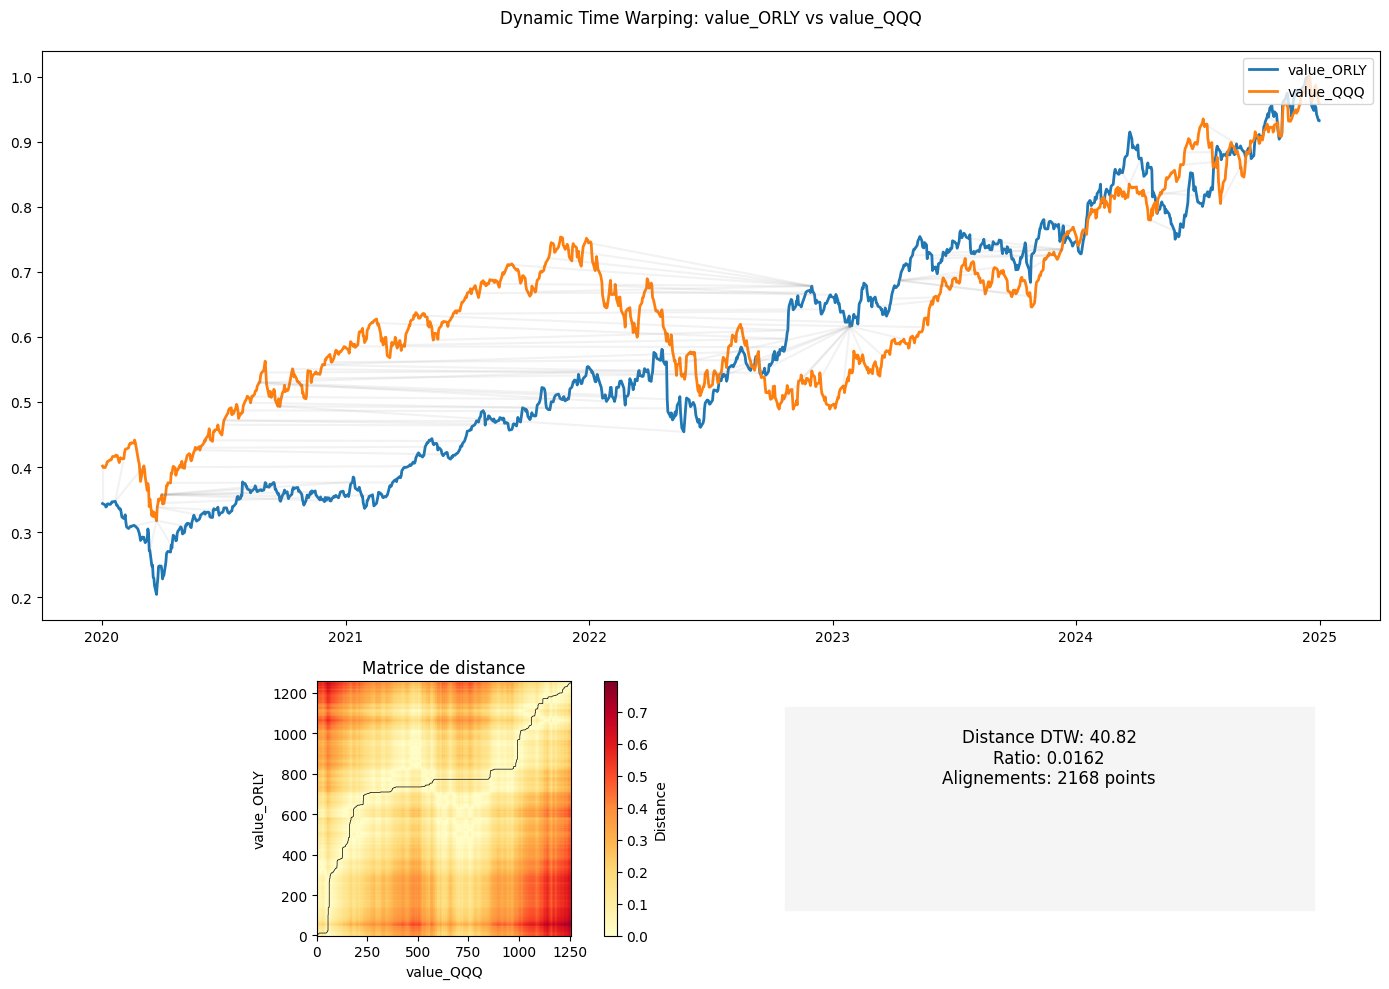 Dynamic Time Warping: value_ORLY vs value_QQQ
1.0
0.9
0.8
0.7
0.6
0.5
0.4
0.3
0.2
value_ORLY
value_QQQ
2020 2021 2022 2023 2024 2025
Matrice de distance
1200
1000
800
600
400
200
0
value_ORLY
0 250 500 750 1000 1250
value_QQQ
0.7
0.6
0.5
0.4
0.3
0.2
0.1
0.0
Distance
Distance DTW: 40.82
Ratio: 0.0162
Alignements: 2168 points